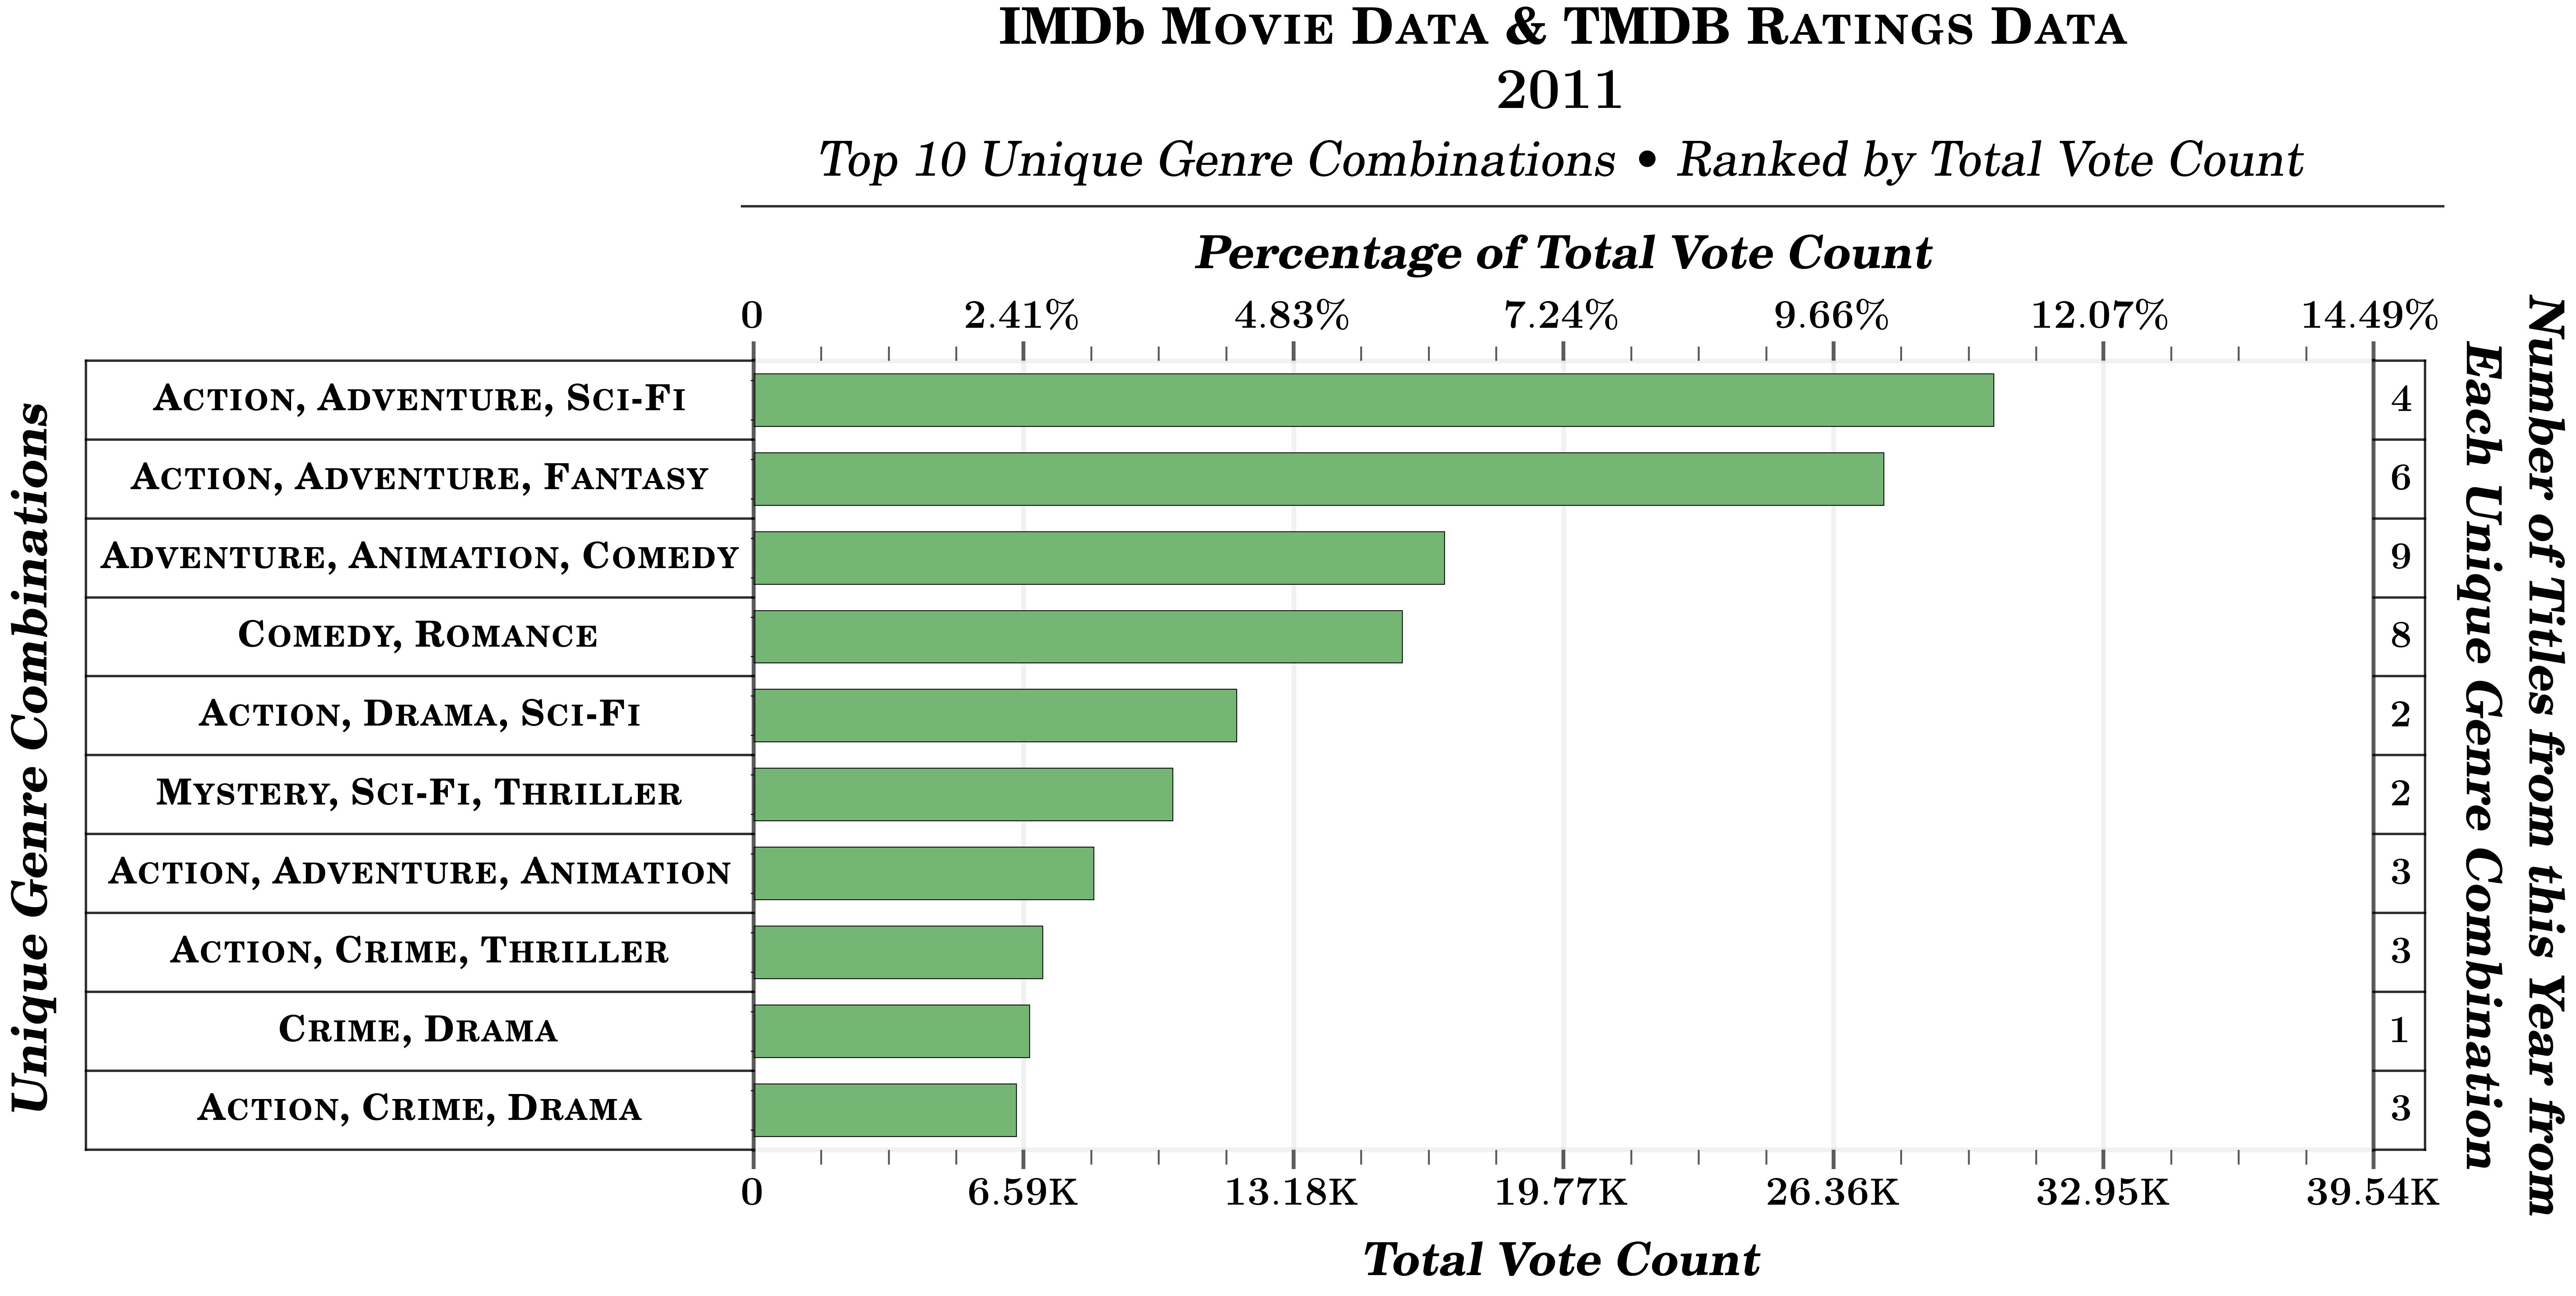 IMDb MOVIE DATA & TMDB RATINGS DATA
2011
Top 10 Unique Genre Combinations • Ranked by Total Vote Count
Percentage of Total Vote Count
0 2.41% 4.83% 7.24% 9.66% 12.07% 14.49%
Unique Genre Combinations
ACTION, ADVENTURE, SCI-FI 4
ACTION, ADVENTURE, FANTASY 6
ADVENTURE, ANIMATION, COMEDY 9
COMEDY, ROMANCE 8
ACTION, DRAMA, SCI-FI 2
MYSTERY, SCI-FI, THRILLER 2
ACTION, ADVENTURE, ANIMATION 3
ACTION, CRIME, THRILLER 3
CRIME, DRAMA 1
ACTION, CRIME, DRAMA 3
Number of Titles from this Year from
Each Unique Genre Combination
0 6.59K 13.18K 19.77K 26.36K 32.95K 39.54K
Total Vote Count